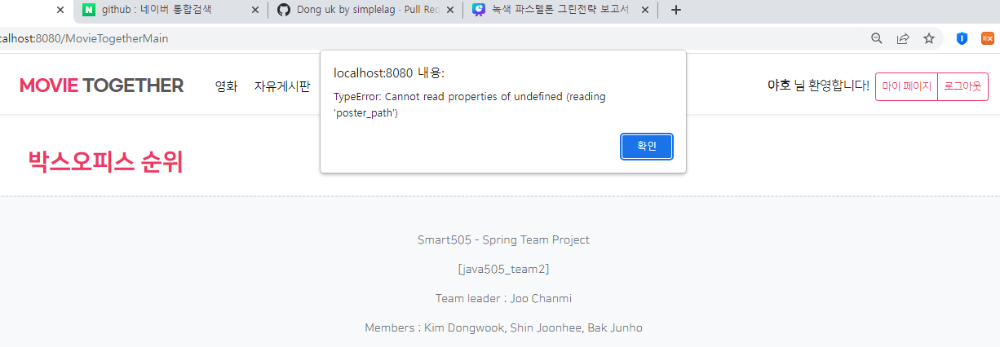 github : 네이버 통합검색
Dong uk by simplelag · Pull Req
녹색 파스텔톤 그린전략 보고서
calhost:8080/MovieTogetherMain
MOVIE TOGETHER
영화
자유게시판
야호 님 환영합니다!
마이 페이지
로그아웃
localhost:8080 내용:
TypeError: Cannot read properties of undefined (reading
'poster_path')
확인
박스오피스 순위
Smart505 - Spring Team Project
[java505_team2]
Team leader : Joo Chanmi
Members : Kim Dongwook, Shin Joonhee, Bak Junho